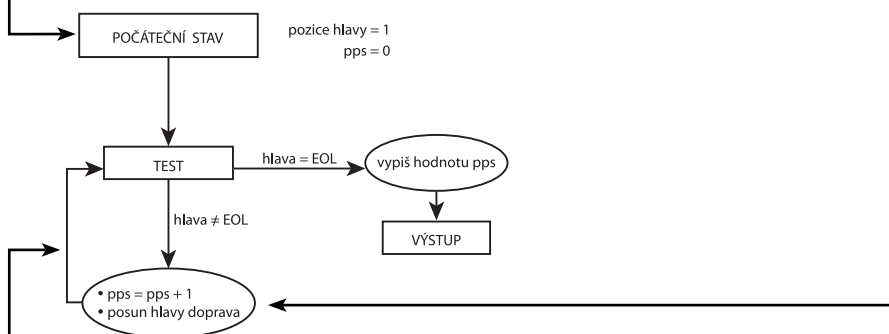 POČÁTEČNÍ STAV
pozice hlavy = 1
pps = 0
TEST
hlava = EOL
vypiš hodnotu pps
hlava ≠ EOL
VÝSTUP
• pps = pps + 1
• posun hlavy doprava